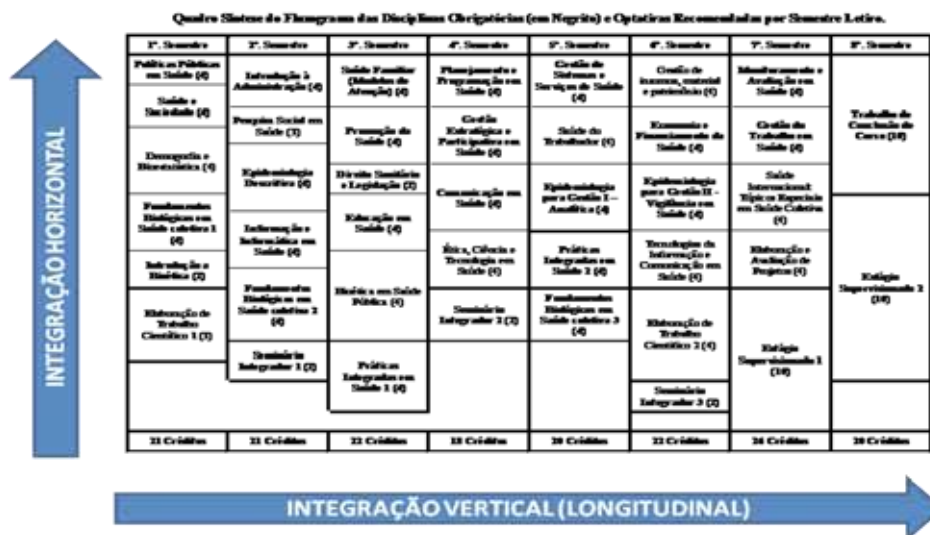 Quadro Síntese do Fluxograma das Disciplinas Obrigatórias (em Negrito) e Optativas Recomendadas por Semestre Letivo.
INTEGRAÇÃO HORIZONTAL
1º. Semestre
Políticas Públicas
em Saúde (4)
Saúde e
Sociedade (4)
Demografia e
Bioestatística (4)
Fundamentos
Biológicos em
Saúde coletiva 1
(4)
Introdução a
Bioética (2)
Elaboração de
Trabalho
Científico 1 (3)
21 Créditos
2º. Semestre
Introdução à
Administração (4)
Pesquisa Social em
Saúde (3)
Epidemiologia
Descritiva (4)
Informação e
Informática em
Saúde (4)
Fundamentos
Biológicos em
Saúde coletiva 2
(4)
Seminário
Integrador 1 (2)
21 Créditos
3º. Semestre
Saúde Familiar
(Modelos de
Atenção) (4)
Promoção da
Saúde (4)
Direito Sanitário
e Legislação (2)
Educação em
Saúde (4)
Bioética em Saúde
Pública (4)
Práticas
Integradas em
Saúde 1 (4)
22 Créditos
4º. Semestre
Planejamento e
Programação em
Saúde (4)
Gestão
Estratégica e
Participativa em
Saúde (4)
Comunicação em
Saúde (4)
Ética, Ciência e
Tecnologia em
Saúde (4)
Seminário
Integrador 2 (2)
18 Créditos
5º. Semestre
Gestão de
Sistemas e
Serviços de Saúde
(4)
Saúde do
Trabalhador (4)
Epidemiologia
para Gestão I –
Analítica (4)
Práticas
Integradas em
Saúde 2 (4)
Fundamentos
Biológicos em
Saúde coletiva 3
(4)
20 Créditos
6º. Semestre
Gestão de
insumos, material
e patrimônio (4)
Economia e
Financiamento da
Saúde (4)
Epidemiologia
para Gestão II -
Vigilância em
Saúde (4)
Tecnologias da
Informação e
Comunicação em
Saúde (4)
Elaboração de
Trabalho
Científico 2 (4)
Seminário
Integrador 3 (2)
22 Créditos
7º. Semestre
Monitoramento e
Avaliação em
Saúde (4)
Gestão do
Trabalho em
Saúde (4)
Saúde
Internacional:
Tópicos Especiais
em Saúde Coletiva
(4)
Elaboração e
Avaliação de
Projetos (4)
Estágio
Supervisionado 1
(10)
26 Créditos
8º. Semestre
Trabalho de
Conclusão de
Curso (10)
Estágio
Supervisionado 2
(10)
20 Créditos
INTEGRAÇÃO VERTICAL (LONGITUDINAL)